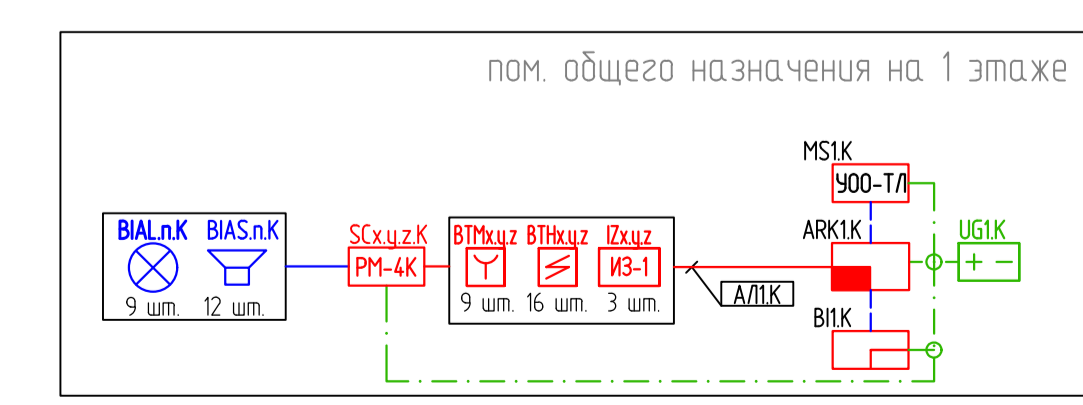 пом. общего назначения на 1 этаже
MS1.K
УОО-ТЛ
BIAL.n.K BIAS.n.K
SCx.y.z.K
BTMx.y.z BTHx.y.z IZx.y.z
ARK1.K
UG1.K
РМ-4К
ИЗ-1
+ -
9 шт. 12 шт.
9 шт. 16 шт. 3 шт.
АЛ1.К
BI1.K